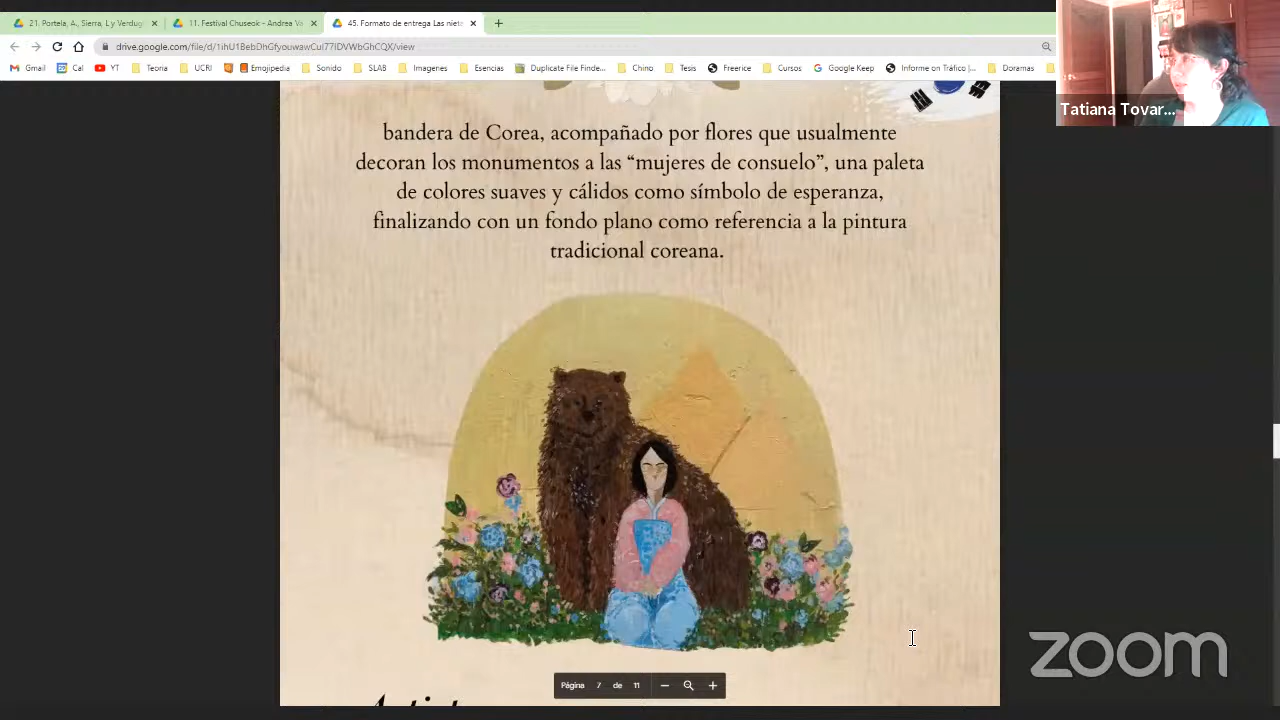 21. Portela, A., Sierra, L y Verdug
11. Festival Chuseok - Andrea Va
45. Formato de entrega Las nieta
drive.google.com/file/d/1ihU1BebDhGfyouwawCuI77IDVWbGhCQX/view
Gmail Cal YT Teoria UCRI Emojipedia Sonido SLAB Imagenes Esencias Duplicate File Finde... Chino Tesis Freerice Cursos Google Keep Informe on Tráfico |... Doramas
Tatiana Tovar...
bandera de Corea, acompañado por flores que usualmente
decoran los monumentos a las “mujeres de consuelo”, una paleta
de colores suaves y cálidos como símbolo de esperanza,
finalizando con un fondo plano como referencia a la pintura
tradicional coreana.
Página 7 de 11
zoom